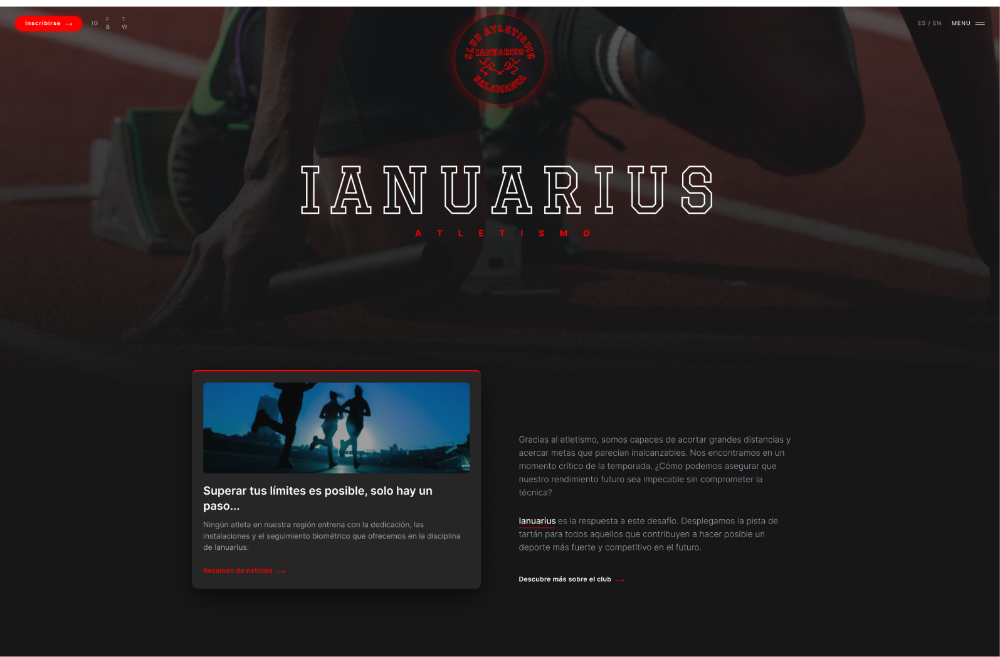 Inscribirse →
IG
F
B
T
W
CLUB ATLETISMO
IANUARIUS
SALAMANCA
ES / EN
MENU
IANUARIUS
ATLETISMO
Superar tus límites es posible, solo hay un
paso...
Ningún atleta en nuestra región entrena con la dedicación, las
instalaciones y el seguimiento biométrico que ofrecemos en la disciplina
de Ianuarius.
Resumen de noticias →
Gracias al atletismo, somos capaces de acortar grandes distancias y
acercar metas que parecían inalcanzables. Nos encontramos en un
momento crítico de la temporada. ¿Cómo podemos asegurar que
nuestro rendimiento futuro sea impecable sin comprometer la
técnica?
Ianuarius es la respuesta a este desafío. Desplegamos la pista de
tartán para todos aquellos que contribuyen a hacer posible un
deporte más fuerte y competitivo en el futuro.
Descubre más sobre el club →